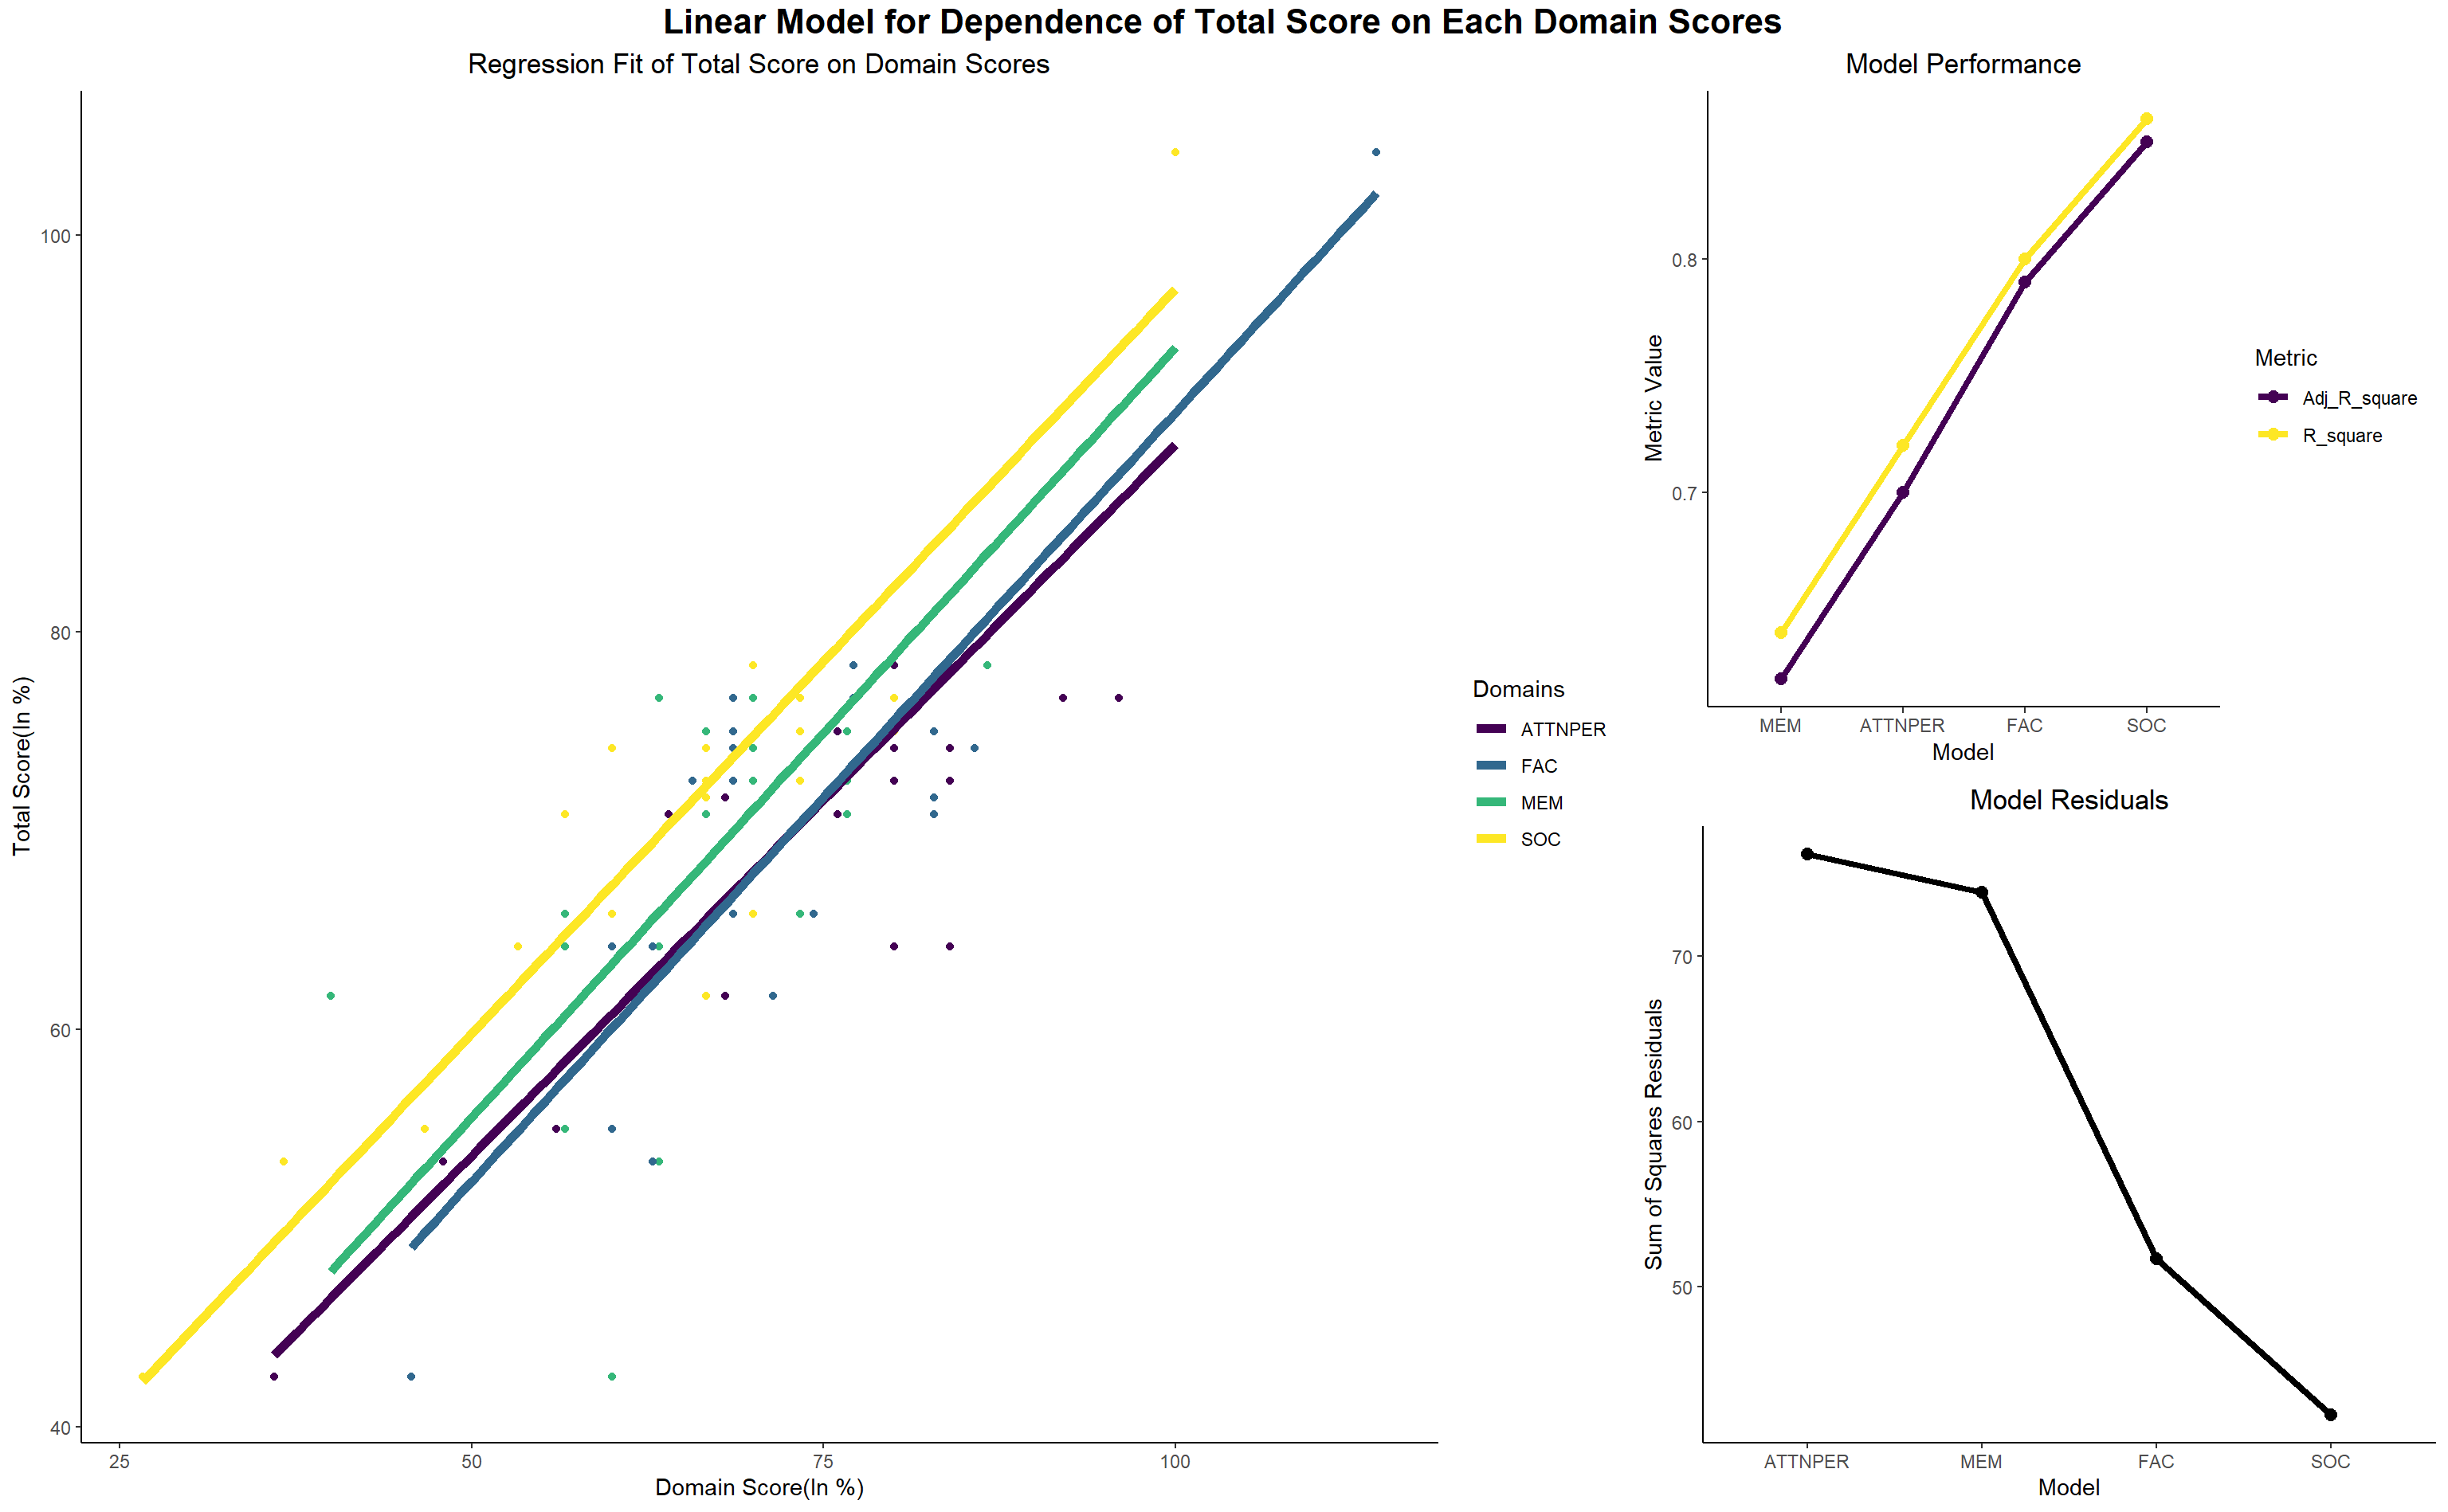 Linear Model for Dependence of Total Score on Each Domain Scores
Regression Fit of Total Score on Domain Scores
Total Score(In %)
100
80
60
40
25 50 75 100
Domain Score(In %)
Domains
ATTNPER
FAC
MEM
SOC
Model Performance
Metric Value
0.8
0.7
MEM ATTNPER FAC SOC
Model
Metric
Adj_R_square
R_square
Model Residuals
Sum of Squares Residuals
70
60
50
ATTNPER MEM FAC SOC
Model